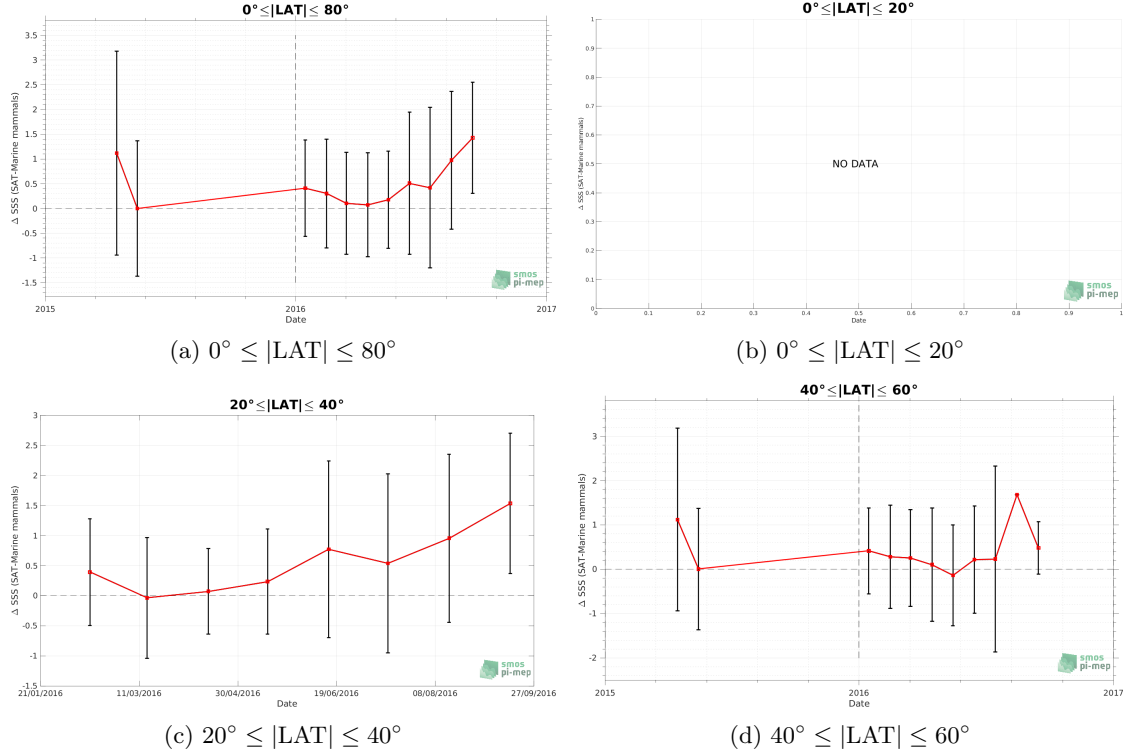 0°≤|LAT|≤ 80°
Δ SSS (SAT-Marine mammals)
3.5
3
2.5
2
1.5
1
0.5
0
-0.5
-1
-1.5
2015
2016
2017
Date
smos
pi-mep
(a) 0° ≤ |LAT| ≤ 80°
0°≤|LAT|≤ 20°
Δ SSS (SAT-Marine mammals)
1
0.9
0.8
0.7
0.6
0.5
0.4
0.3
0.2
0.1
0
NO DATA
0
0.1
0.2
0.3
0.4
0.5
0.6
0.7
0.8
0.9
1
Date
smos
pi-mep
(b) 0° ≤ |LAT| ≤ 20°
20°≤|LAT|≤ 40°
Δ SSS (SAT-Marine mammals)
3
2.5
2
1.5
1
0.5
0
-0.5
-1
-1.5
21/01/2016
11/03/2016
30/04/2016
19/06/2016
08/08/2016
27/09/2016
Date
smos
pi-mep
(c) 20° ≤ |LAT| ≤ 40°
40°≤|LAT|≤ 60°
Δ SSS (SAT-Marine mammals)
3
2
1
0
-1
-2
2015
2016
2017
Date
smos
pi-mep
(d) 40° ≤ |LAT| ≤ 60°